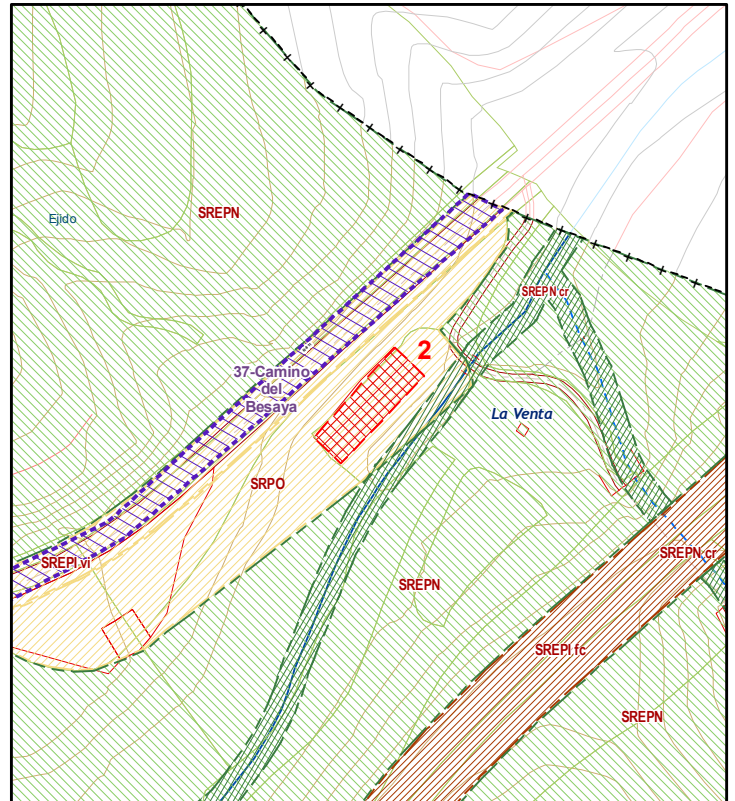 Ejido
SREPN
SREPN cr
2
37-Camino
del
Besaya
La Venta
SRPO
SREPI vi
SREPN cr
SREPN
SREPI fc
SREPN